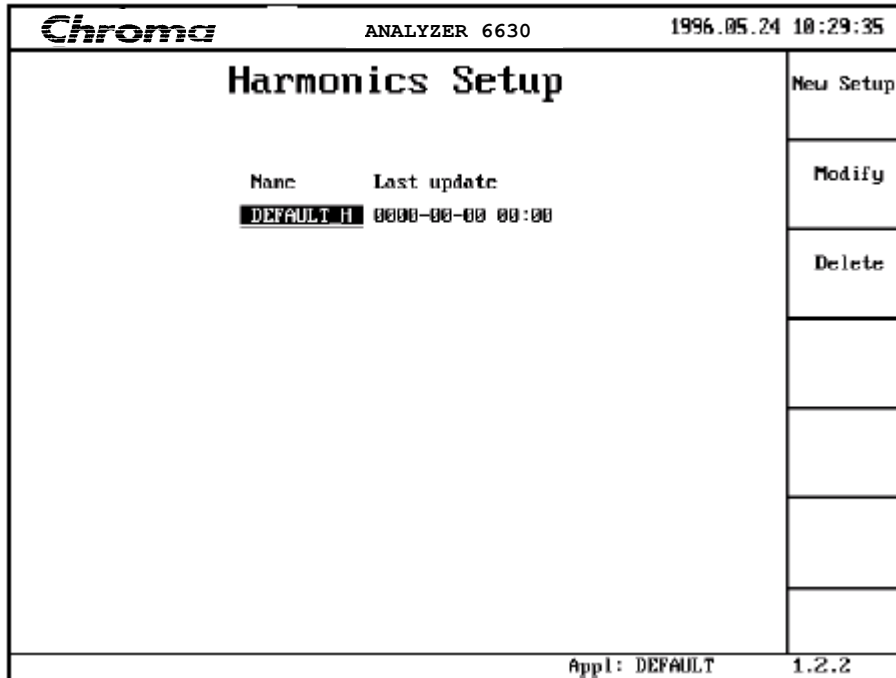 Chroma ANALYZER 6630 1996.05.24 10:29:35
Harmonics Setup
New Setup
Name Last update
Modify
DEFAULT_H 0000-00-00 00:00
Delete
Appl: DEFAULT 1.2.2